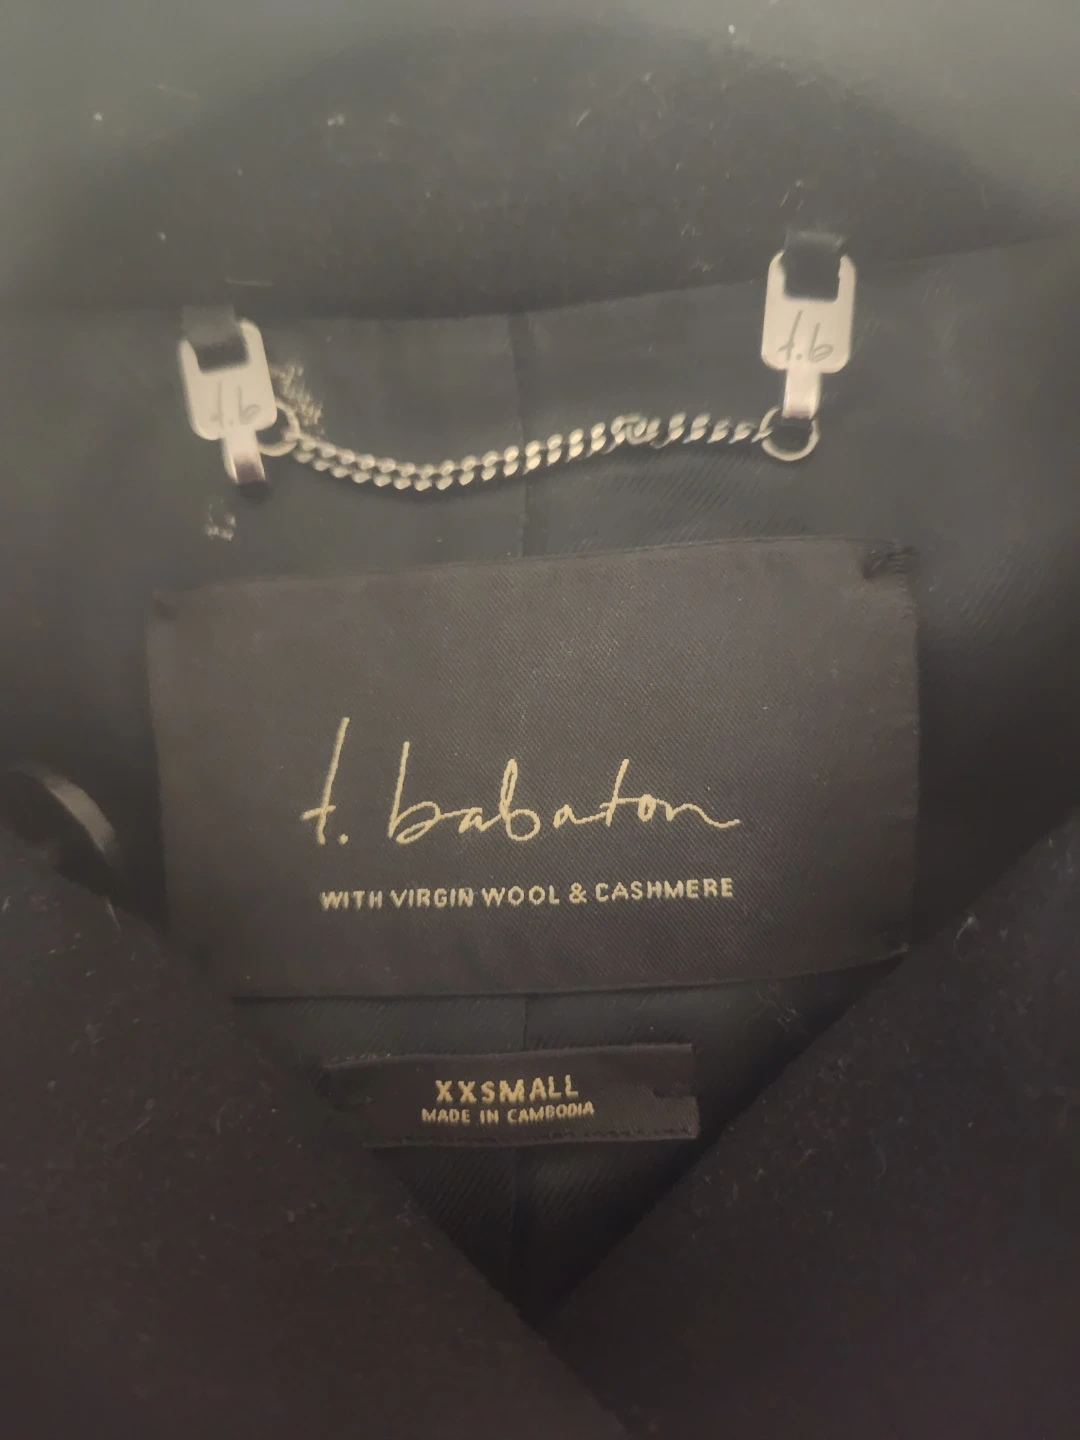 t.b
t.b
t. babaton
WITH VIRGIN WOOL & CASHMERE
XXSMALL
MADE IN CAMBODIA